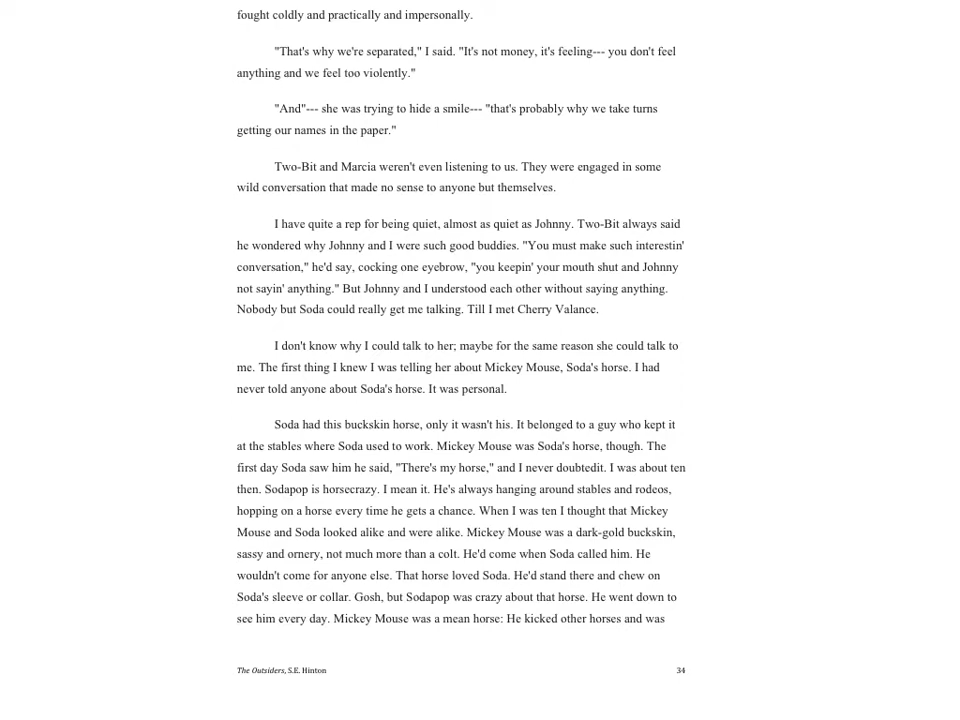 fought coldly and practically and impersonally.
"That's why we're separated," I said. "It's not money, it's feeling--- you don't feel
anything and we feel too violently."
"And"--- she was trying to hide a smile--- "that's probably why we take turns
getting our names in the paper."
Two-Bit and Marcia weren't even listening to us. They were engaged in some
wild conversation that made no sense to anyone but themselves.
I have quite a rep for being quiet, almost as quiet as Johnny. Two-Bit always said
he wondered why Johnny and I were such good buddies. "You must make such interestin'
conversation," he'd say, cocking one eyebrow, "you keepin' your mouth shut and Johnny
not sayin' anything." But Johnny and I understood each other without saying anything.
Nobody but Soda could really get me talking. Till I met Cherry Valance.
I don't know why I could talk to her; maybe for the same reason she could talk to
me. The first thing I knew I was telling her about Mickey Mouse, Soda's horse. I had
never told anyone about Soda's horse. It was personal.
Soda had this buckskin horse, only it wasn't his. It belonged to a guy who kept it
at the stables where Soda used to work. Mickey Mouse was Soda's horse, though. The
first day Soda saw him he said, "There's my horse," and I never doubtedit. I was about ten
then. Sodapop is horsecrazy. I mean it. He's always hanging around stables and rodeos,
hopping on a horse every time he gets a chance. When I was ten I thought that Mickey
Mouse and Soda looked alike and were alike. Mickey Mouse was a dark-gold buckskin,
sassy and ornery, not much more than a colt. He'd come when Soda called him. He
wouldn't come for anyone else. That horse loved Soda. He'd stand there and chew on
Soda's sleeve or collar. Gosh, but Sodapop was crazy about that horse. He went down to
see him every day. Mickey Mouse was a mean horse: He kicked other horses and was
The Outsiders, S.E. Hinton 34